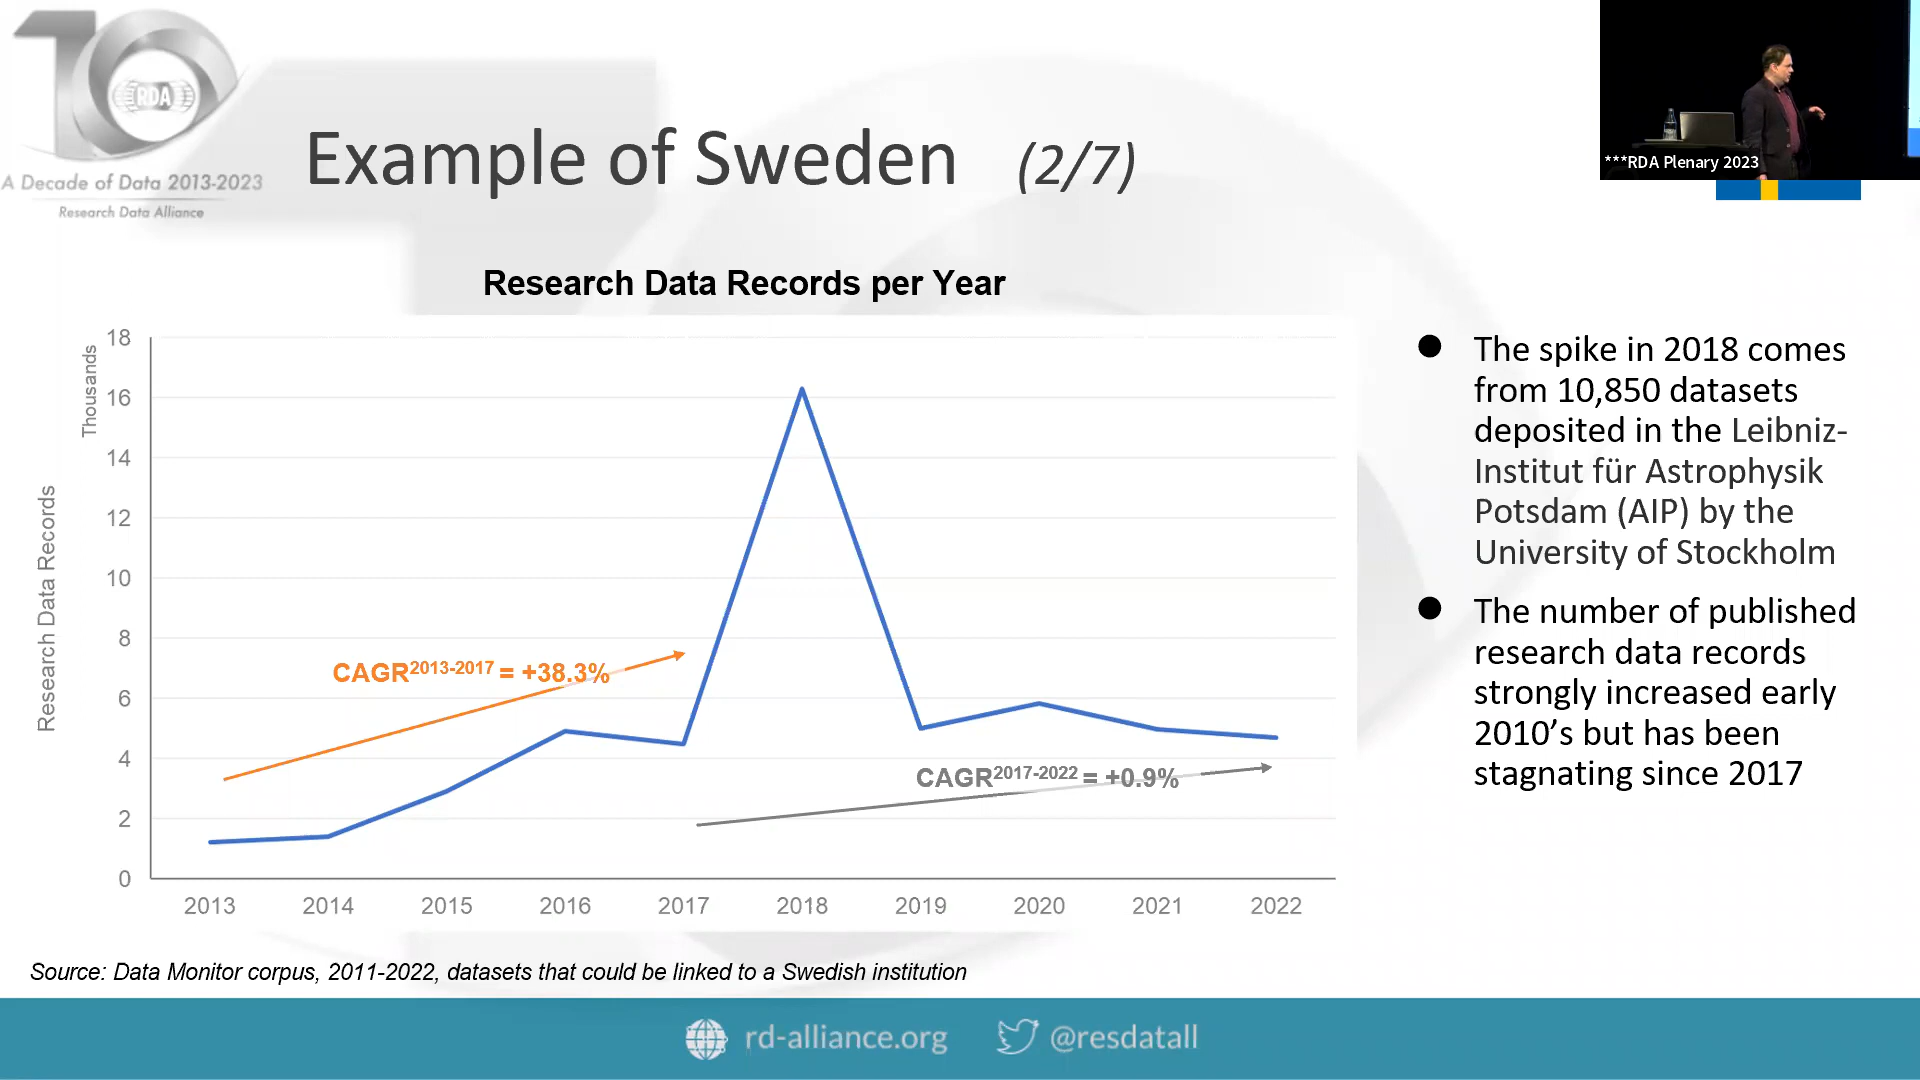 RDA
A Decade of Data 2013-2023
Research Data Alliance
Example of Sweden (2/7)
***RDA Plenary 2023
Research Data Records per Year
Thousands
Research Data Records
18
16
14
12
10
8
6
4
2
0
CAGR2013-2017 = +38.3%
CAGR2017-2022 = +0.9%
2013 2014 2015 2016 2017 2018 2019 2020 2021 2022
● The spike in 2018 comes
from 10,850 datasets
deposited in the Leibniz-
Institut für Astrophysik
Potsdam (AIP) by the
University of Stockholm
● The number of published
research data records
strongly increased early
2010’s but has been
stagnating since 2017
Source: Data Monitor corpus, 2011-2022, datasets that could be linked to a Swedish institution
rd-alliance.org @resdatall